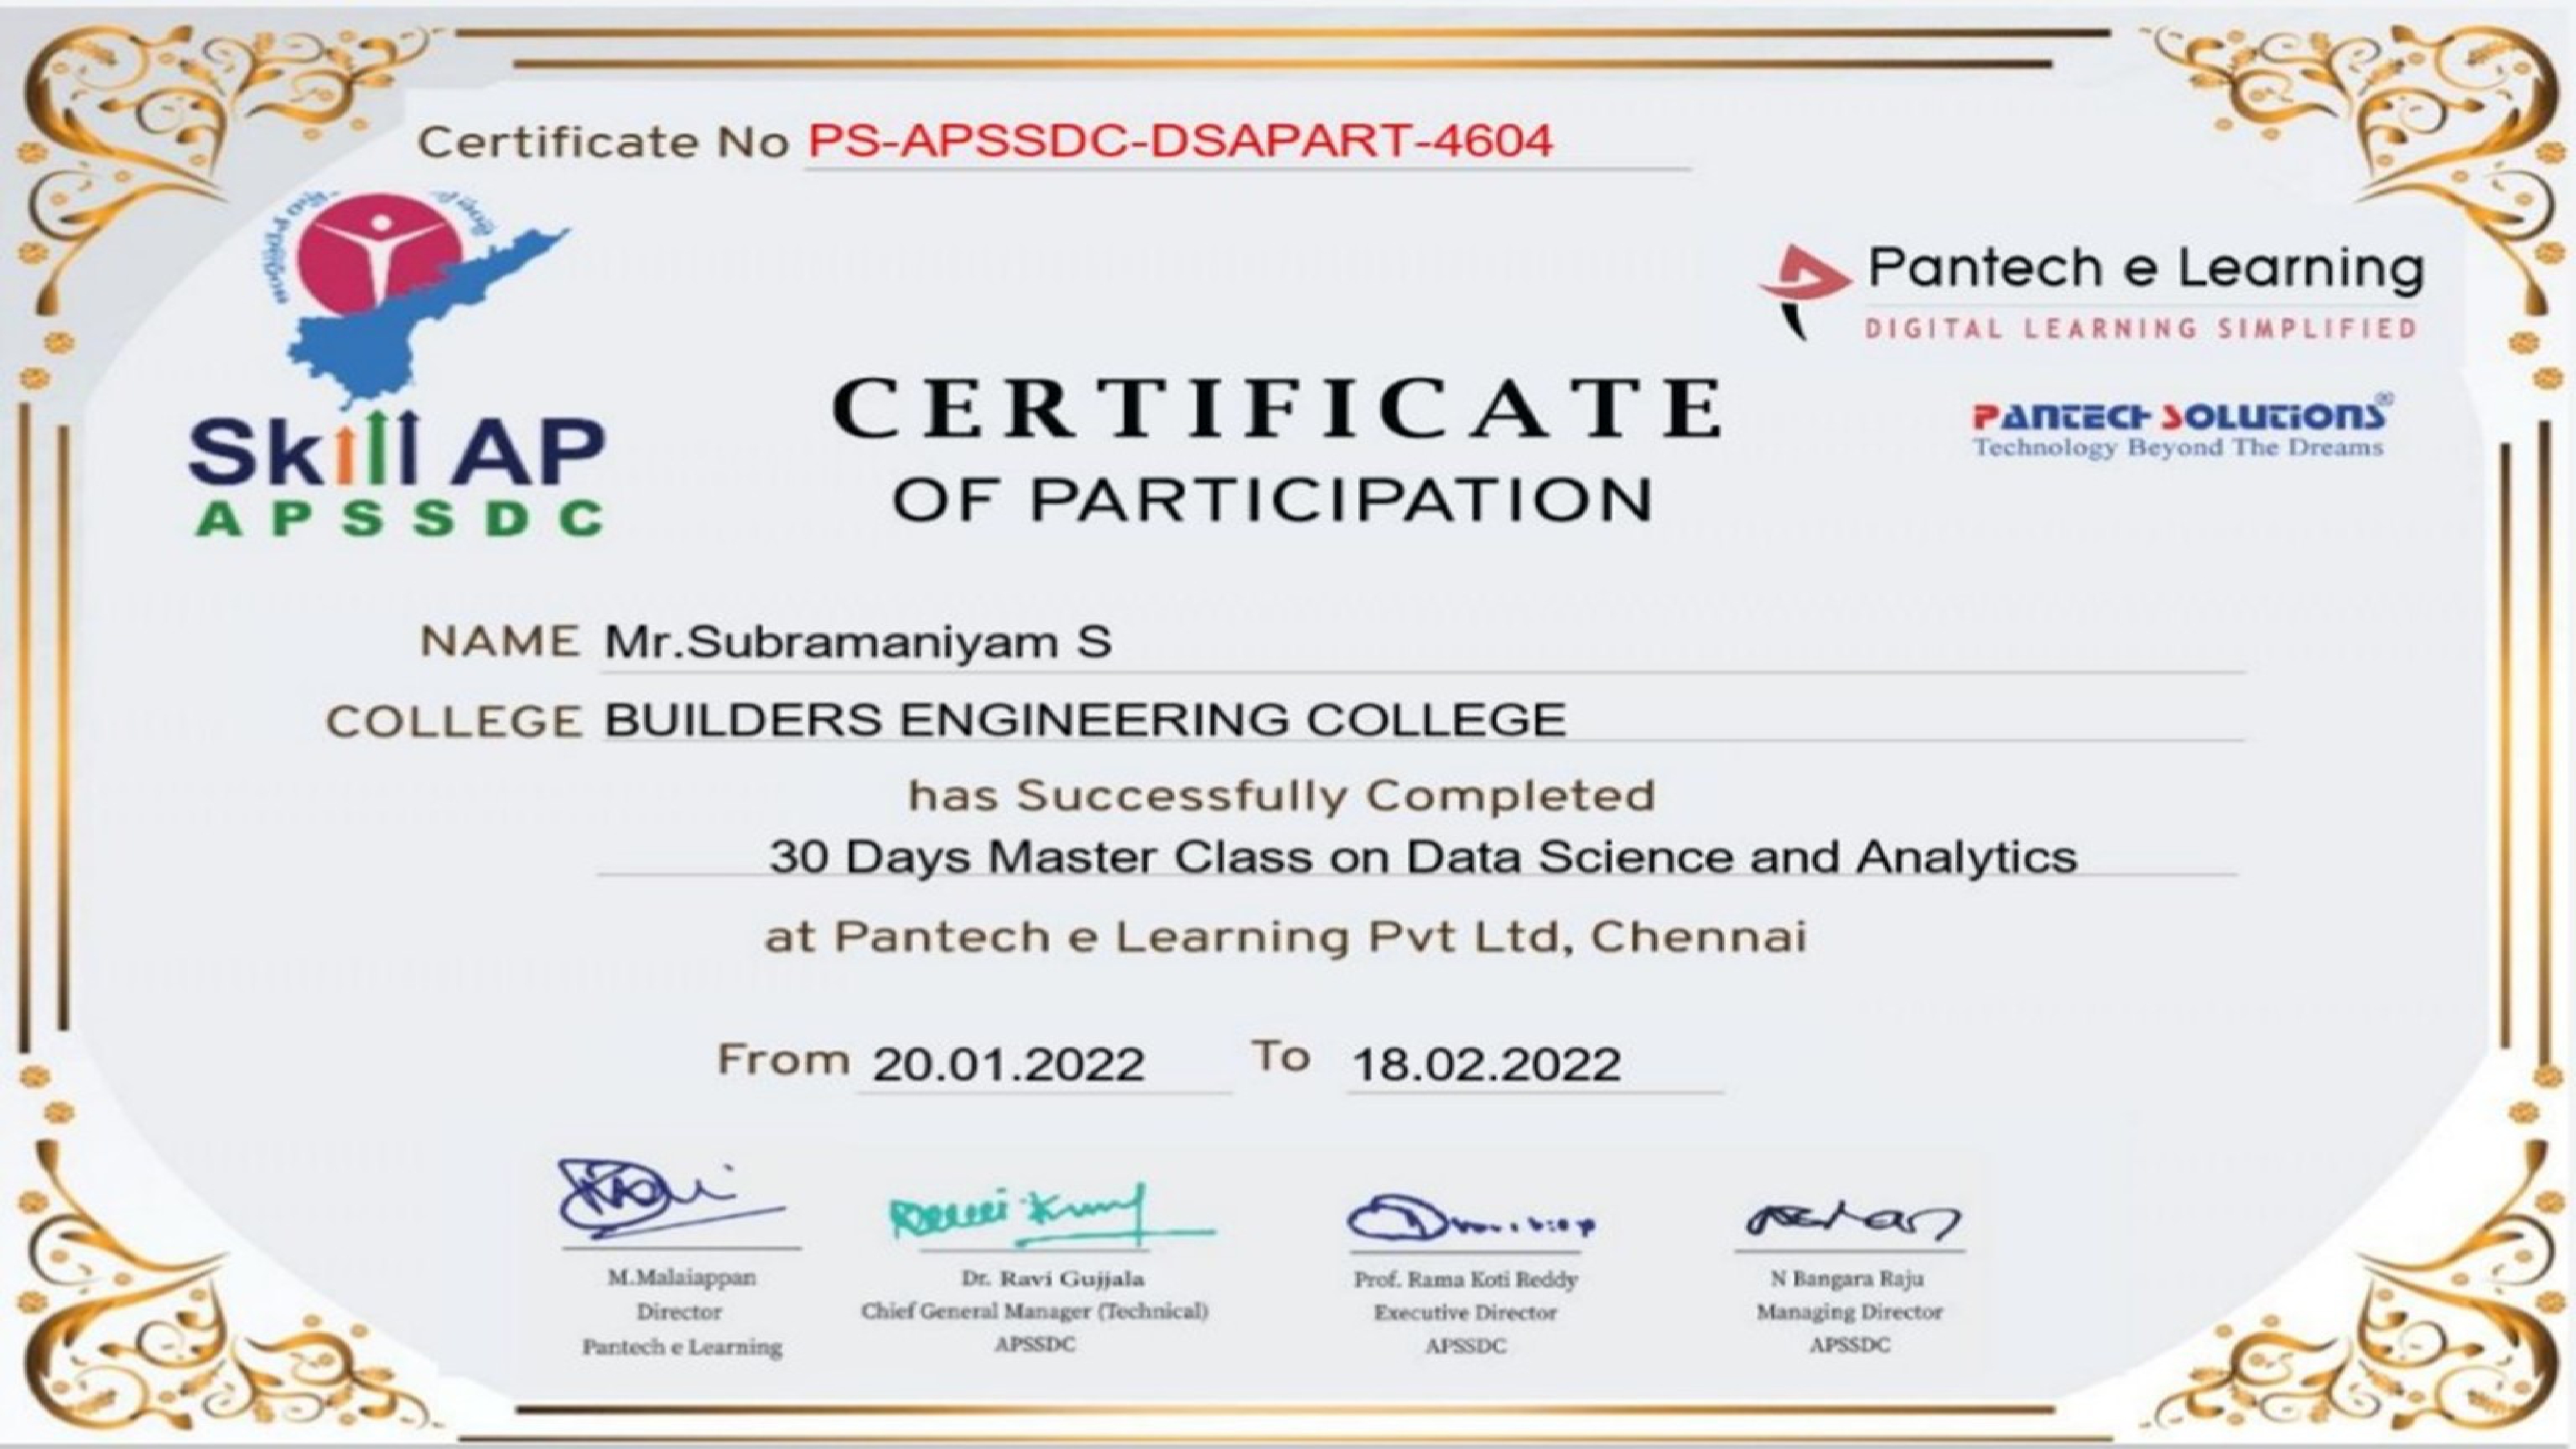 Certificate No PS-APSSDC-DSAPART-4604
Pantech e Learning
DIGITAL LEARNING SIMPLIFIED
PANTECH SOLUTIONS®
Technology Beyond The Dreams
Skill AP
APSSDC
CERTIFICATE
OF PARTICIPATION
NAME Mr.Subramaniyam S
COLLEGE BUILDERS ENGINEERING COLLEGE
has Successfully Completed
30 Days Master Class on Data Science and Analytics
at Pantech e Learning Pvt Ltd, Chennai
From 20.01.2022 To 18.02.2022
M.Malaiappan
Director
Pantech e Learning
Dr. Ravi Gujjala
Chief General Manager (Technical)
APSSDC
Prof. Rama Koti Reddy
Executive Director
APSSDC
N Bangara Raju
Managing Director
APSSDC